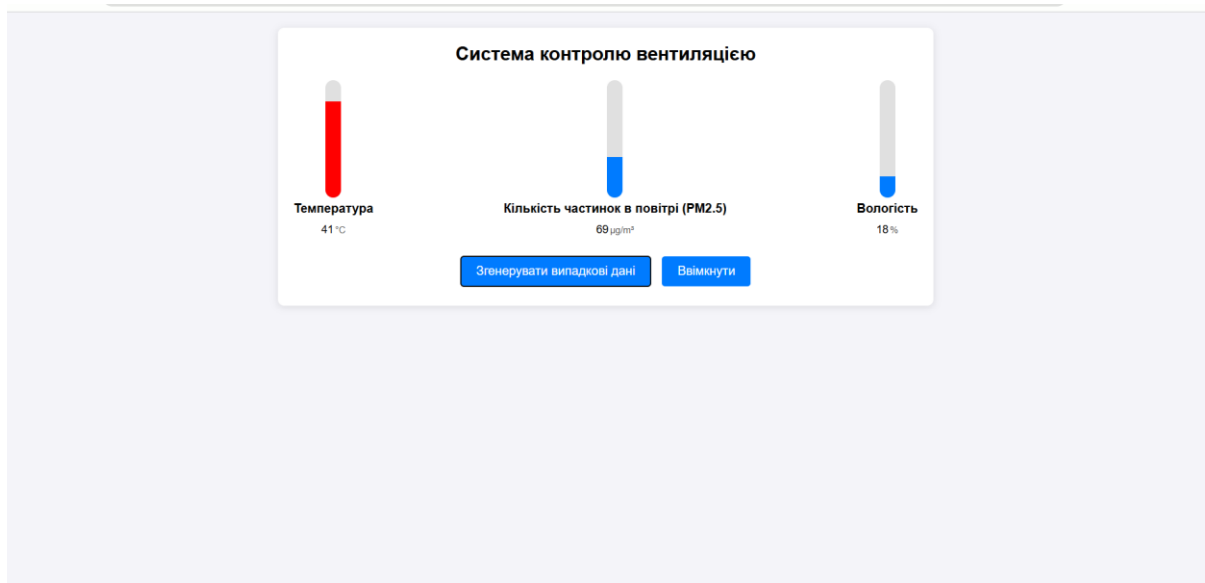 Система контролю вентиляцією
Температура
41 °C
Кількість частинок в повітрі (PM2.5)
69 µg/m³
Вологість
18 %
Згенерувати випадкові дані
Ввімкнути